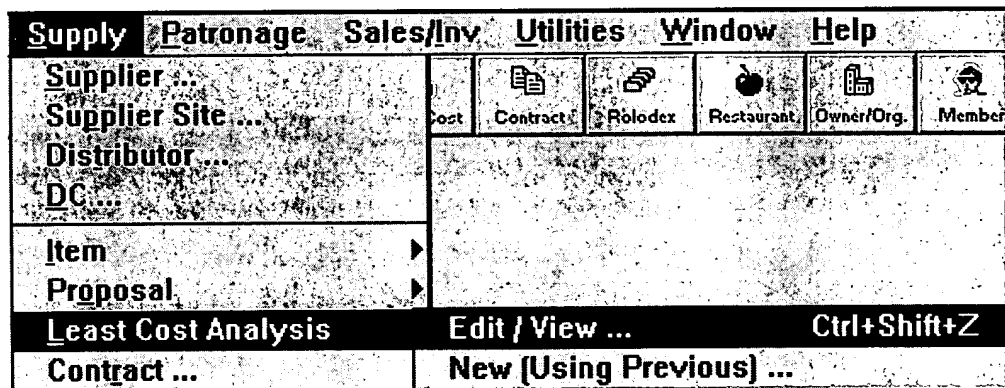 Supply Patronage Sales/Inv Utilities Window Help
Supplier ...
Supplier Site ...
Distributor ...
DC ...
Cost Contract Rolodex Restaurant Owner/Org. Member
Item
Proposal
Least Cost Analysis Edit / View ... Ctrl+Shift+Z
Contract ... New (Using Previous) ...